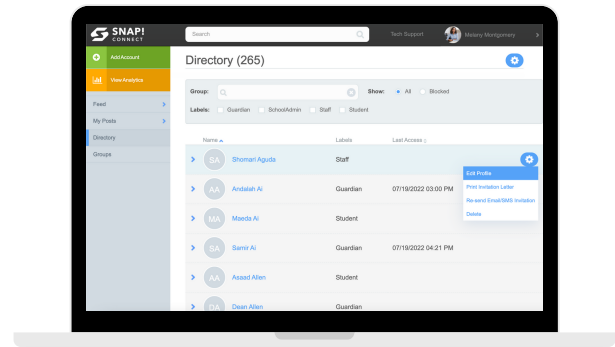 SNAP!
CONNECT
Search
Tech Support
Melany Montgomery
Add Account
View Analytics
Feed
My Posts
Directory
Groups
Directory (265)
Group:
Show:
All
Blocked
Labels:
Guardian
SchoolAdmin
Staff
Student
Name
Labels
Last Access
SA
Shomari Aguda
Staff
Edit Profile
Print Invitation Letter
Re-send Email/SMS Invitation
Delete
AA
Andalah Ai
Guardian
07/19/2022 03:00 PM
MA
Maeda Ai
Student
SA
Samir Ai
Guardian
07/19/2022 04:21 PM
AA
Asaad Allen
Student
DA
Dean Allen
Guardian